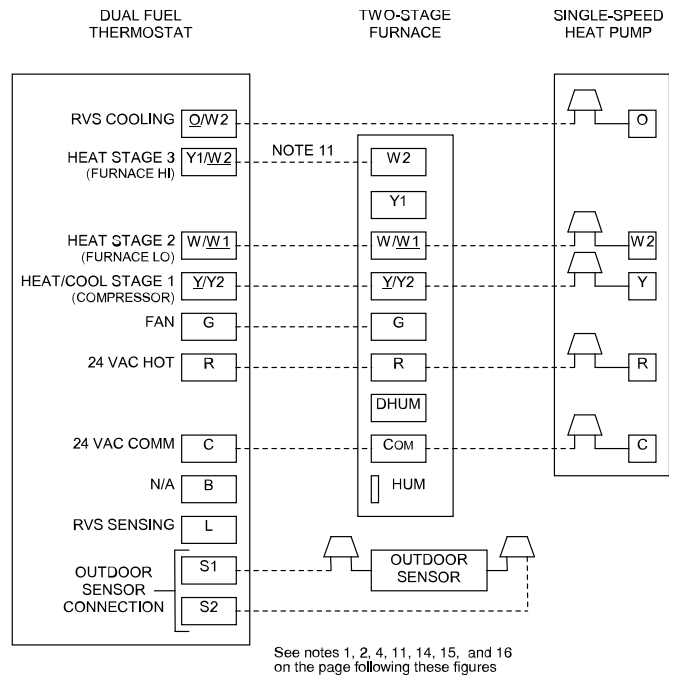 DUAL FUEL
THERMOSTAT
TWO-STAGE
FURNACE
SINGLE-SPEED
HEAT PUMP
RVS COOLING O/W2 O
HEAT STAGE 3
(FURNACE HI)
Y1/W2 NOTE 11 W2
Y1
HEAT STAGE 2
(FURNACE LO)
W/W1 W/W1 W2
HEAT/COOL STAGE 1
(COMPRESSOR)
Y/Y2 Y/Y2 Y
FAN G G
24 VAC HOT R R R
DHUM
24 VAC COMM C COM C
N/A B HUM
RVS SENSING L
OUTDOOR
SENSOR
CONNECTION
S1
S2
OUTDOOR
SENSOR
See notes 1, 2, 4, 11, 14, 15, and 16
on the page following these figures